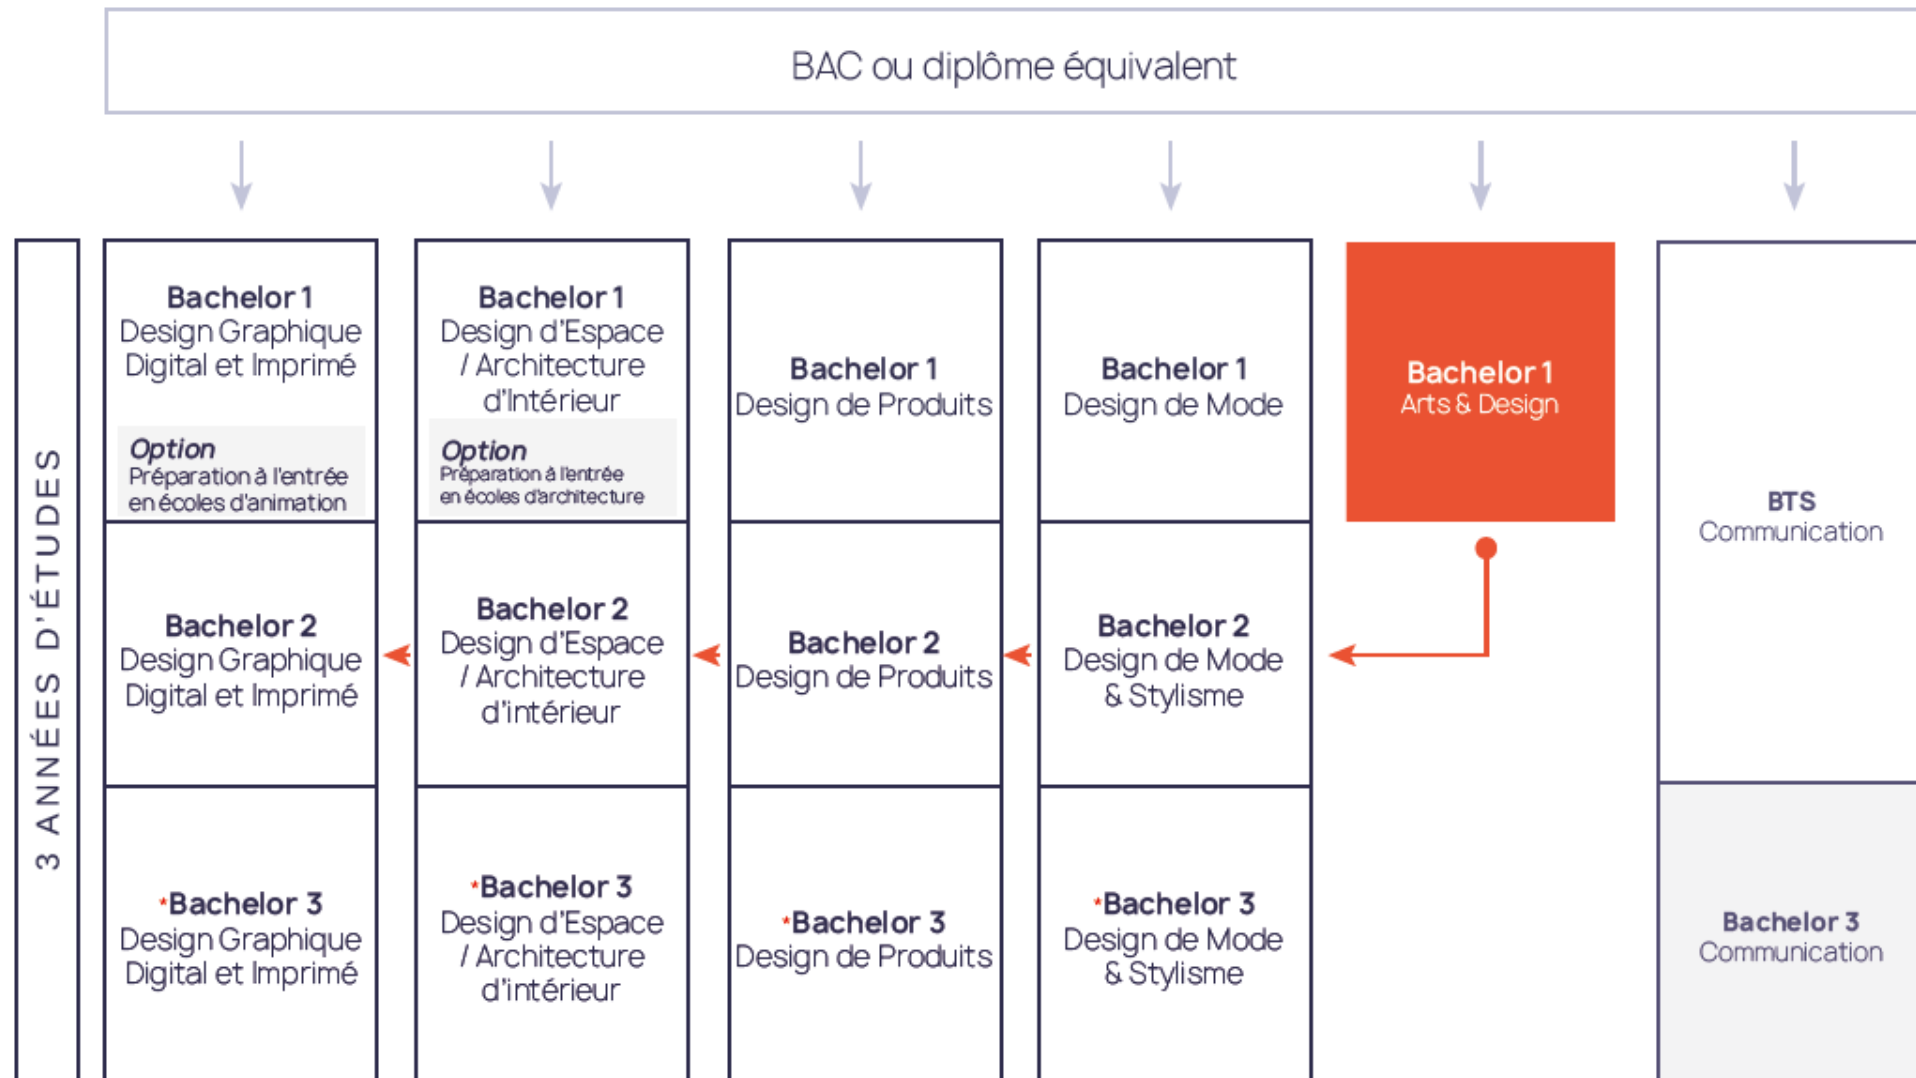 BAC ou diplôme équivalent
3 ANNÉES D'ÉTUDES
Bachelor 1
Design Graphique
Digital et Imprimé
Option
Préparation à l'entrée
en écoles d'animation
Bachelor 1
Design d'Espace
/ Architecture
d'Intérieur
Option
Préparation à l'entrée
en écoles d'architecture
Bachelor 1
Design de Produits
Bachelor 1
Design de Mode
Bachelor 1
Arts & Design
BTS
Communication
Bachelor 2
Design Graphique
Digital et Imprimé
Bachelor 2
Design d'Espace
/ Architecture
d'intérieur
Bachelor 2
Design de Produits
Bachelor 2
Design de Mode
& Stylisme
*Bachelor 3
Design Graphique
Digital et Imprimé
*Bachelor 3
Design d'Espace
/ Architecture
d'intérieur
*Bachelor 3
Design de Produits
*Bachelor 3
Design de Mode
& Stylisme
Bachelor 3
Communication